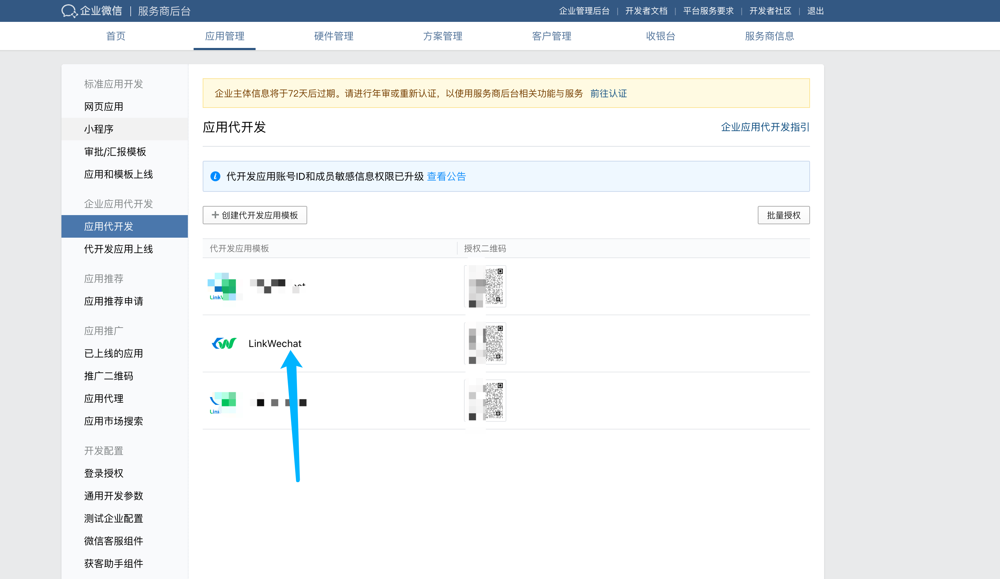 企业微信 | 服务商后台
企业管理后台 | 开发者文档 | 平台服务要求 | 开发者社区 | 退出
首页 应用管理 硬件管理 方案管理 客户管理 收银台 服务商信息
标准应用开发
网页应用
小程序
审批/汇报模板
应用和模板上线
企业应用代开发
应用代开发
代开发应用上线
应用推荐
应用推荐申请
应用推广
已上线的应用
推广二维码
应用代理
应用市场搜索
开发配置
登录授权
通用开发参数
测试企业配置
微信客服组件
获客助手组件
企业主体信息将于72天后过期。请进行年审或重新认证，以使用服务商后台相关功能与服务 前往认证
应用代开发
企业应用代开发指引
代开发应用账号ID和成员敏感信息权限已升级 查看公告
创建代开发应用模板
批量授权
代开发应用模板 授权二维码
LinkWechat